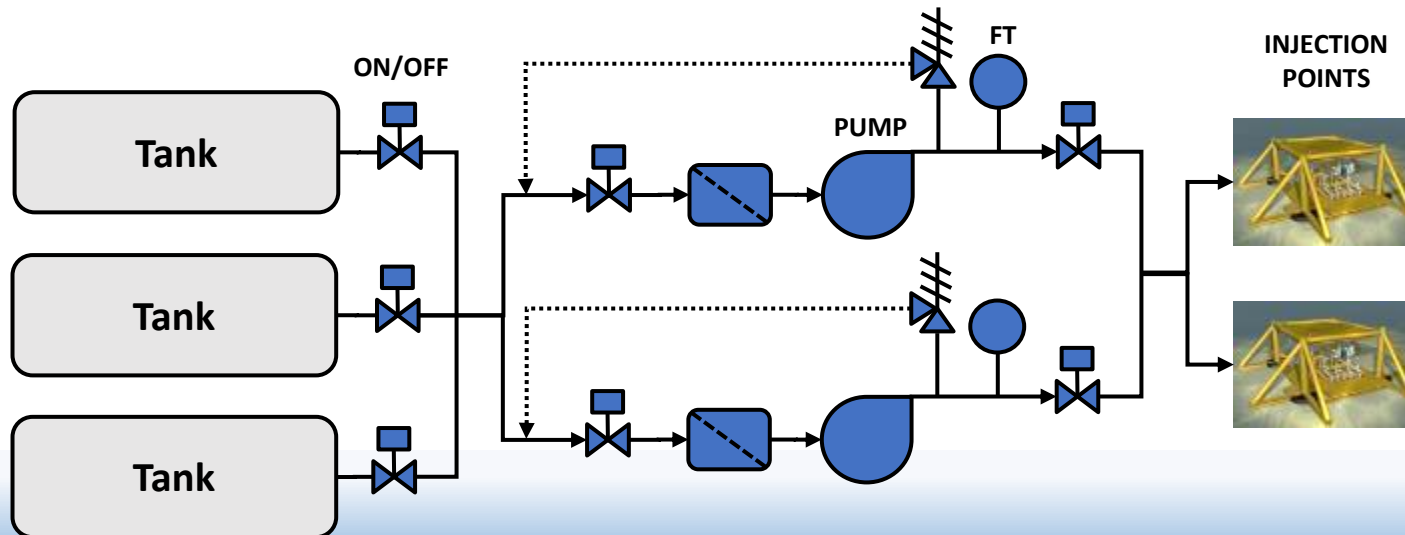 ON/OFF
FT
INJECTION
POINTS
Tank
PUMP
Tank
Tank